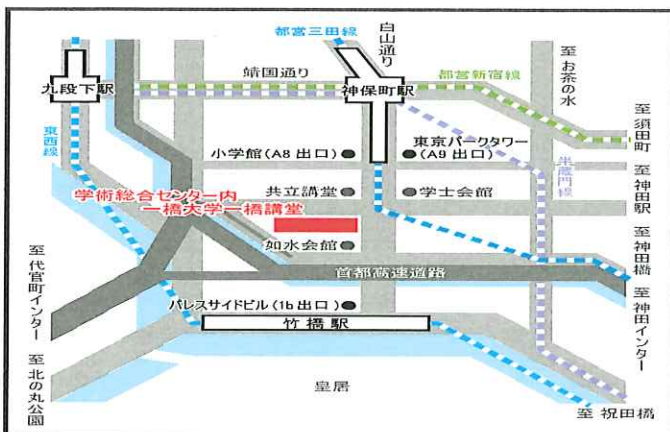 都営三田線
白山通り
九段下駅
靖国通り
神保町駅
都営新宿線
至お茶の水
東西線
至須田町
小学館(A8 出口)
東京パークタワー
(A9 出口)
半蔵門線
至神田駅
共立講堂
学士会館
学術総合センター内
一橋大学一橋講堂
如水会館
至神田橋
至代官町インター
首都高速道路
至神田インター
パレスサイドビル(1b 出口)
竹橋駅
至北の丸公園
皇居
至 祝田橋